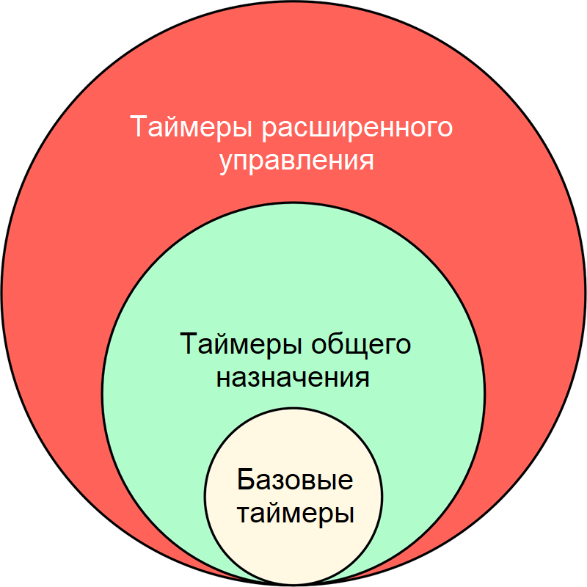 Таймеры расширенного
управления
Таймеры общего
назначения
Базовые
таймеры